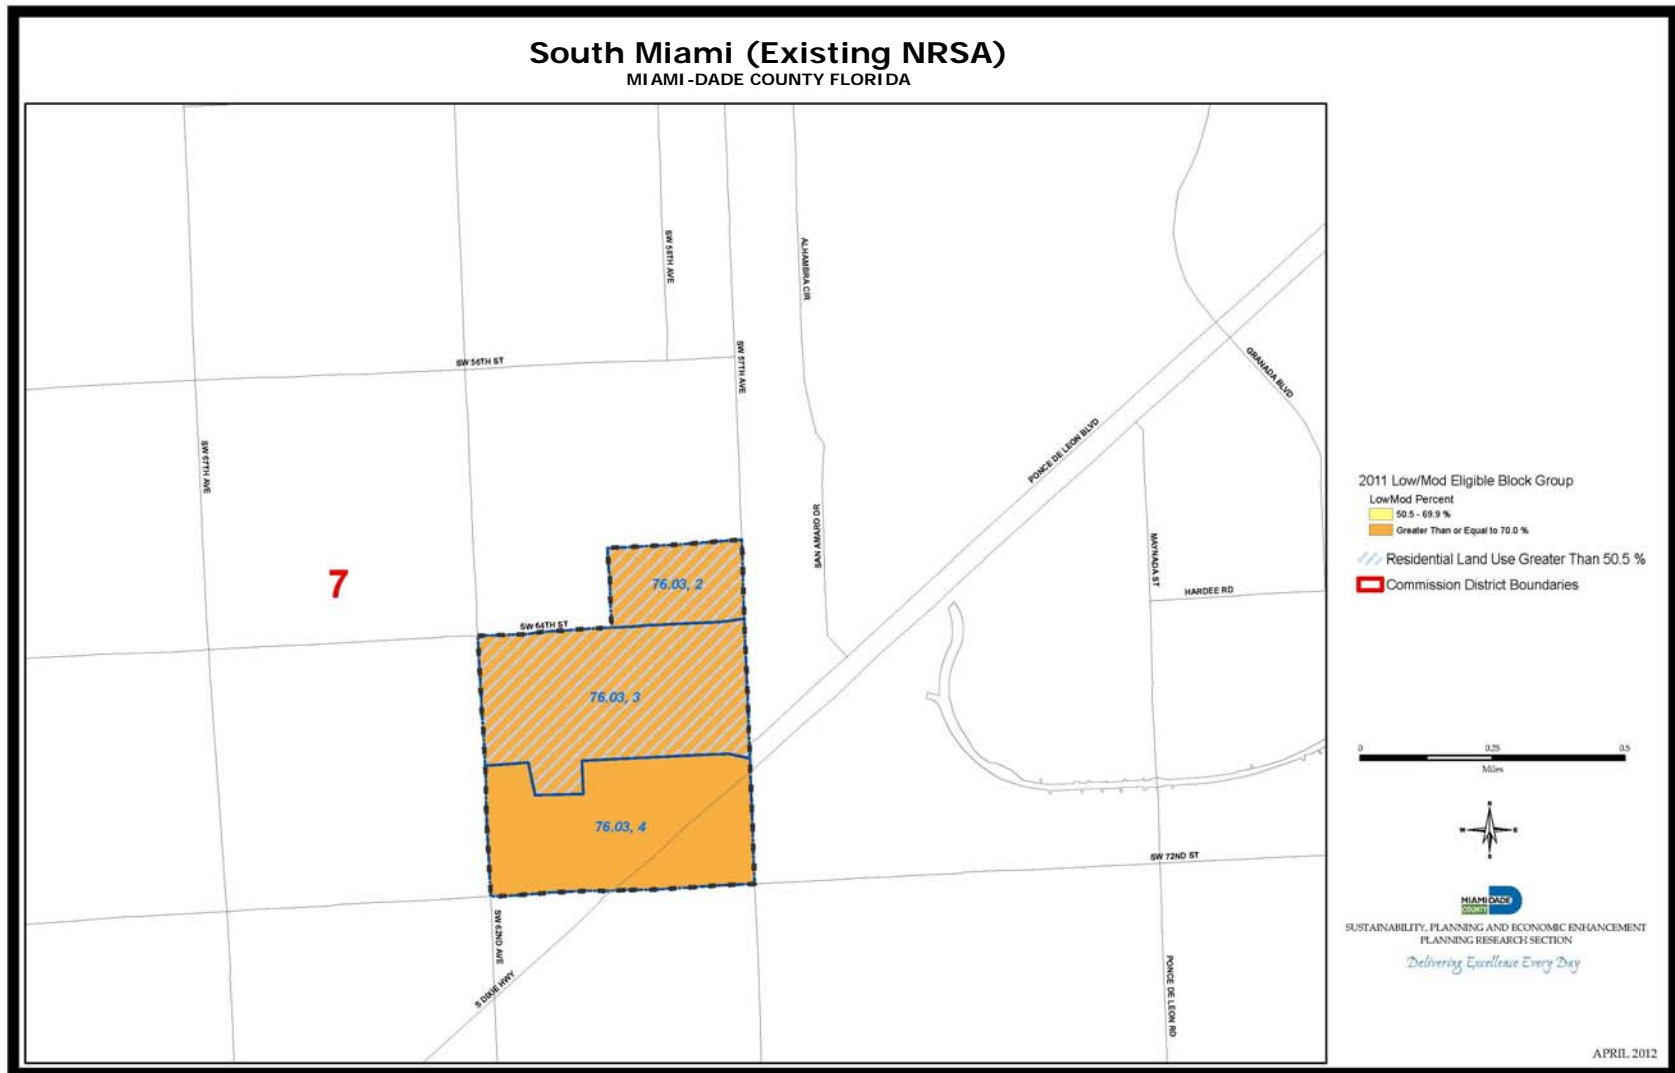 South Miami (Existing NRSA)
MIAMI-DADE COUNTY FLORIDA
SW 58TH AVE
ALHAMBRA CIR
SW 56TH ST
SW 57TH AVE
GRANADA BLVD
SW 67TH AVE
PONCE DE LEON BLVD
SAN AMARO DR
MAYNADA ST
HARDEE RD
7
76.03, 2
SW 64TH ST
76.03, 3
76.03, 4
SW 72ND ST
SW 62ND AVE
S DIXIE HWY
PONCE DE LEON RD
2011 Low/Mod Eligible Block Group
LowMod Percent
50.5 - 69.9 %
Greater Than or Equal to 70.0 %
Residential Land Use Greater Than 50.5 %
Commission District Boundaries
0 0.25 0.5
Miles
N
W E
S
MIAMI-DADE
COUNTY
SUSTAINABILITY, PLANNING AND ECONOMIC ENHANCEMENT
PLANNING RESEARCH SECTION
Delivering Excellence Every Day
APRIL 2012